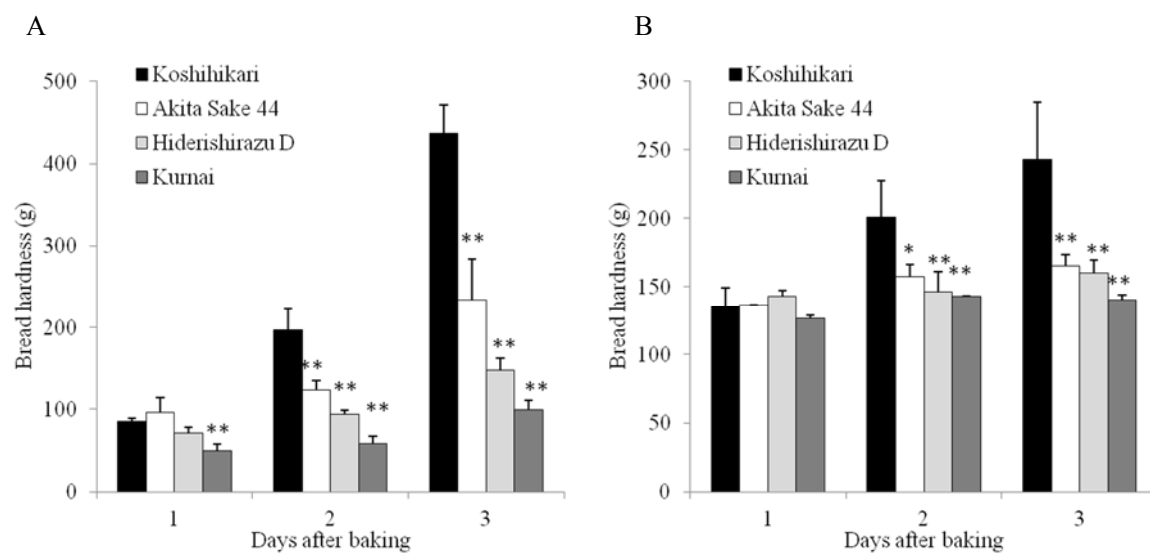 A
Koshihikari
Akita Sake 44
Hiderishirazu D
Kurnai
Bread hardness (g)
500
400
300
200
100
0
**
**
**
**
**
**
**
1
2
3
Days after baking
B
Koshihikari
Akita Sake 44
Hiderishirazu D
Kurnai
Bread hardness (g)
300
250
200
150
100
50
0
*
**
**
**
**
**
1
2
3
Days after baking